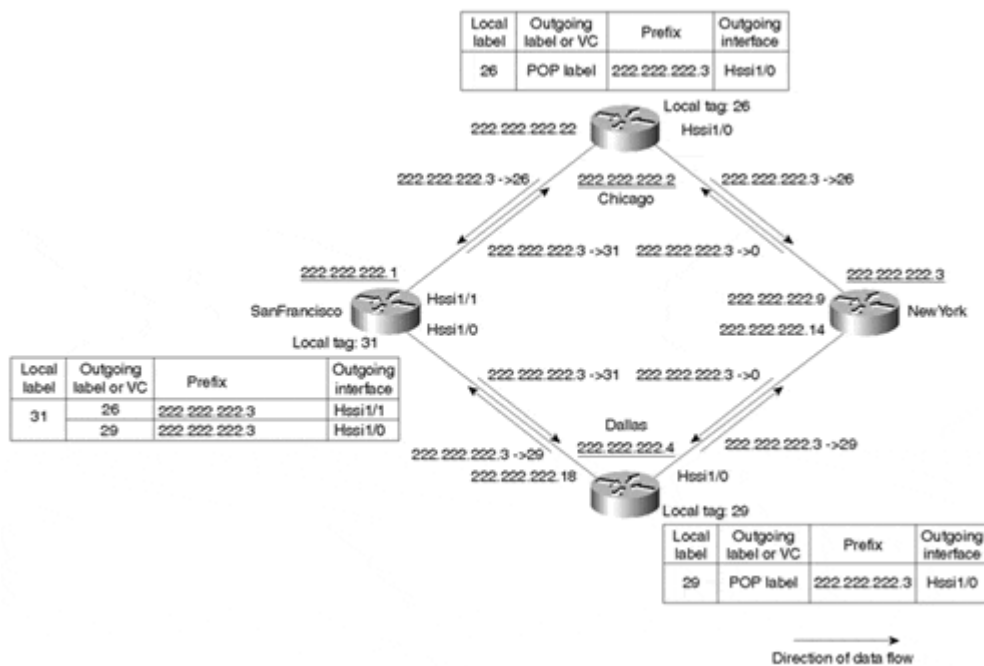 Local label Outgoing label or VC Prefix Outgoing interface
26 POP label 222.222.222.3 Hssi1/0
Local tag: 26
222.222.222.22
Hssi1/0
222.222.222.3 ->26
222.222.222.2
222.222.222.3 ->26
Chicago
222.222.222.3 ->31
222.222.222.3 ->0
222.222.222.1
222.222.222.3
SanFrancisco
Hssi1/1
222.222.222.9
NewYork
Hssi1/0
222.222.222.14
Local tag: 31
Local label Outgoing label or VC Prefix Outgoing interface
31 26 222.222.222.3 Hssi1/1
29 222.222.222.3 Hssi1/0
222.222.222.3 ->31
222.222.222.3 ->0
Dallas
222.222.222.3 ->29
222.222.222.4
222.222.222.3 ->29
222.222.222.18
Hssi1/0
Local tag: 29
Local label Outgoing label or VC Prefix Outgoing interface
29 POP label 222.222.222.3 Hssi1/0
Direction of data flow